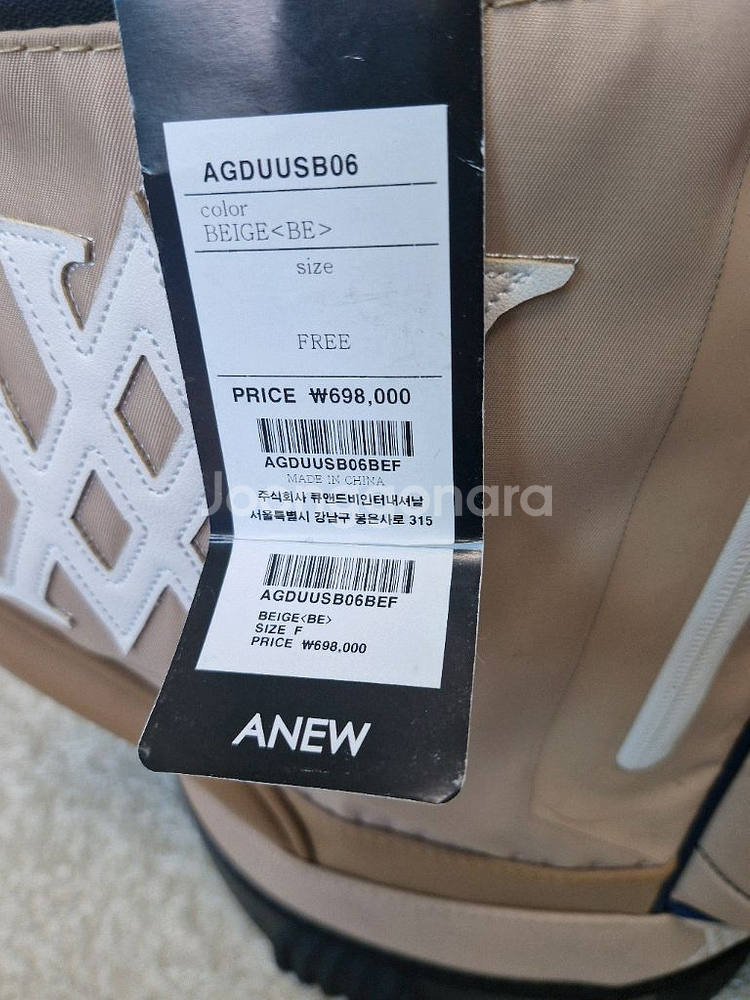 AGDUUSB06
color
BEIGE<BE>
size
FREE
PRICE ₩698,000
AGDUUSB06BEF
MADE IN CHINA
주식회사 류앤드비인터내셔날
서울특별시 강남구 봉은사로 315
AGDUUSB06BEF
BEIGE<BE>
SIZE F
PRICE ₩698,000
ANEW